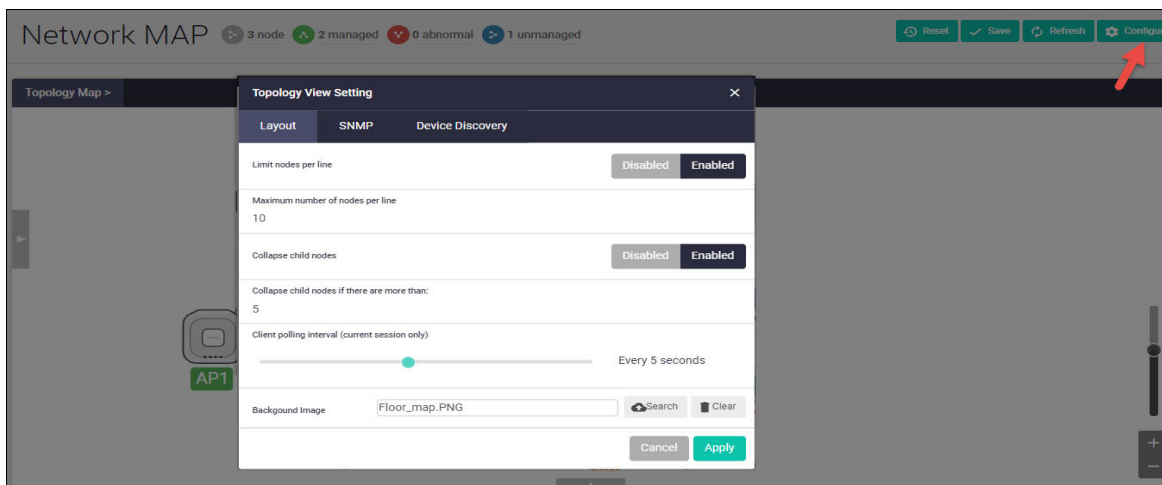 Network MAP 3 node 2 managed 0 abnormal 1 unmanaged
Reset Save Refresh Configu
Topology Map >
Topology View Setting
Layout SNMP Device Discovery
Limit nodes per line Disabled Enabled
Maximum number of nodes per line
10
Collapse child nodes Disabled Enabled
Collapse child nodes if there are more than:
5
Client polling interval (current session only)
Every 5 seconds
AP1
Backgound Image Floor_map.PNG Search Clear
Cancel Apply